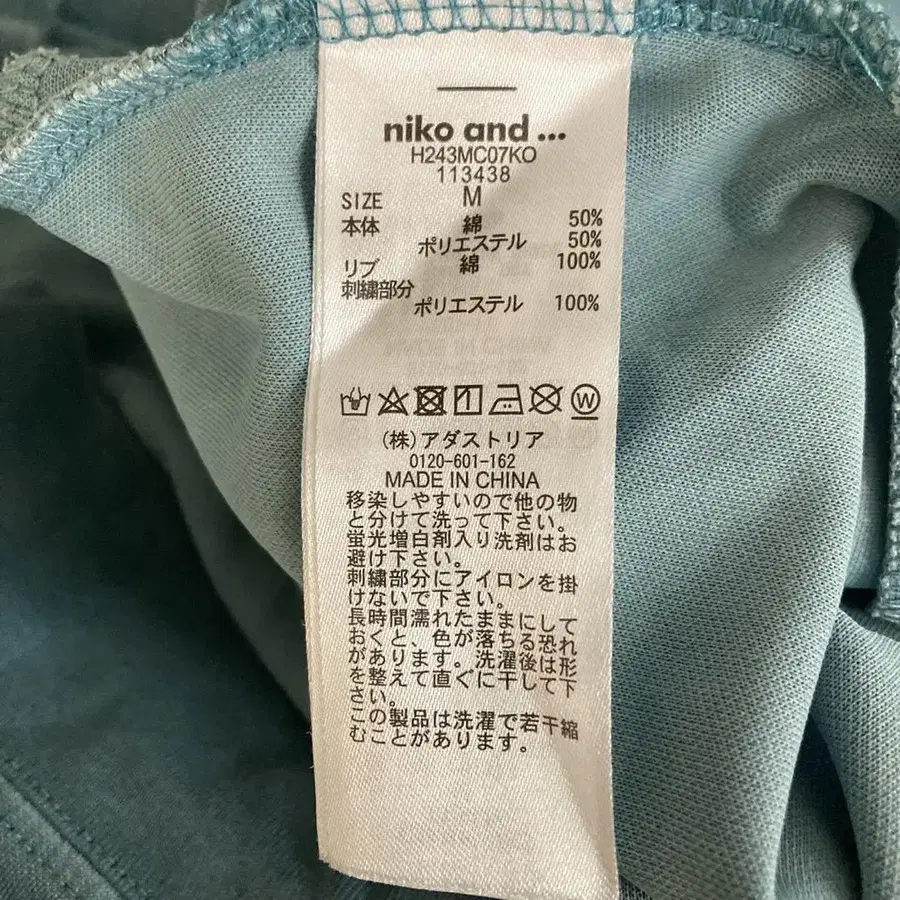 niko and ...
H243MC07KO
113438
SIZE M
本体 綿 50%
ポリエステル 50%
リブ 綿 100%
刺繍部分
ポリエステル 100%
W
(株)アダストリア
0120-601-162
MADE IN CHINA
移染しやすいので他の物
と分けて洗って下さい。
蛍光増白剤入り洗剤はお
避け下さい。
刺繍部分にアイロンを掛
けないで下さい。
長時間濡れたままにして
おくと、色が落ちる恐れ
があります。洗濯後は形
を整えて直ぐに干して下
さい。
この製品は洗濯で若干縮
むことがあります。